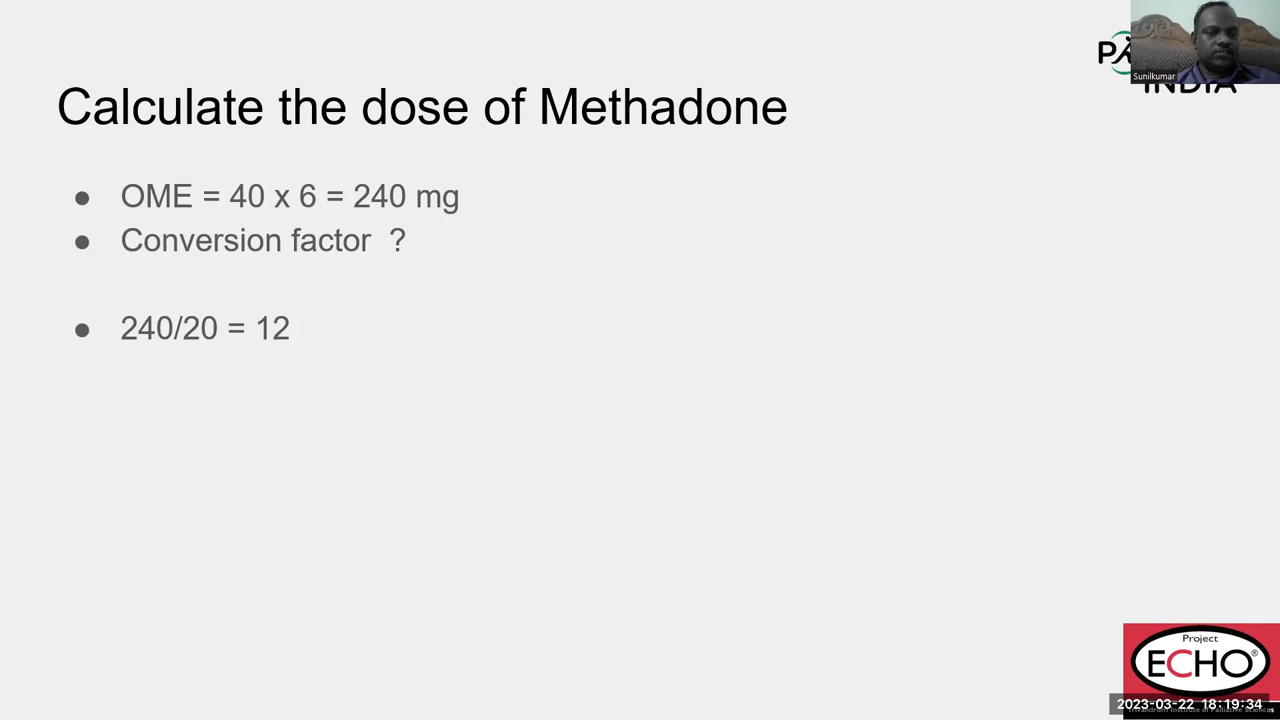 Sunilkumar
INDIA
Calculate the dose of Methadone
● OME = 40 x 6 = 240 mg
● Conversion factor ?
● 240/20 = 12
Project
ECHO®
2023-03-22 18:19:34